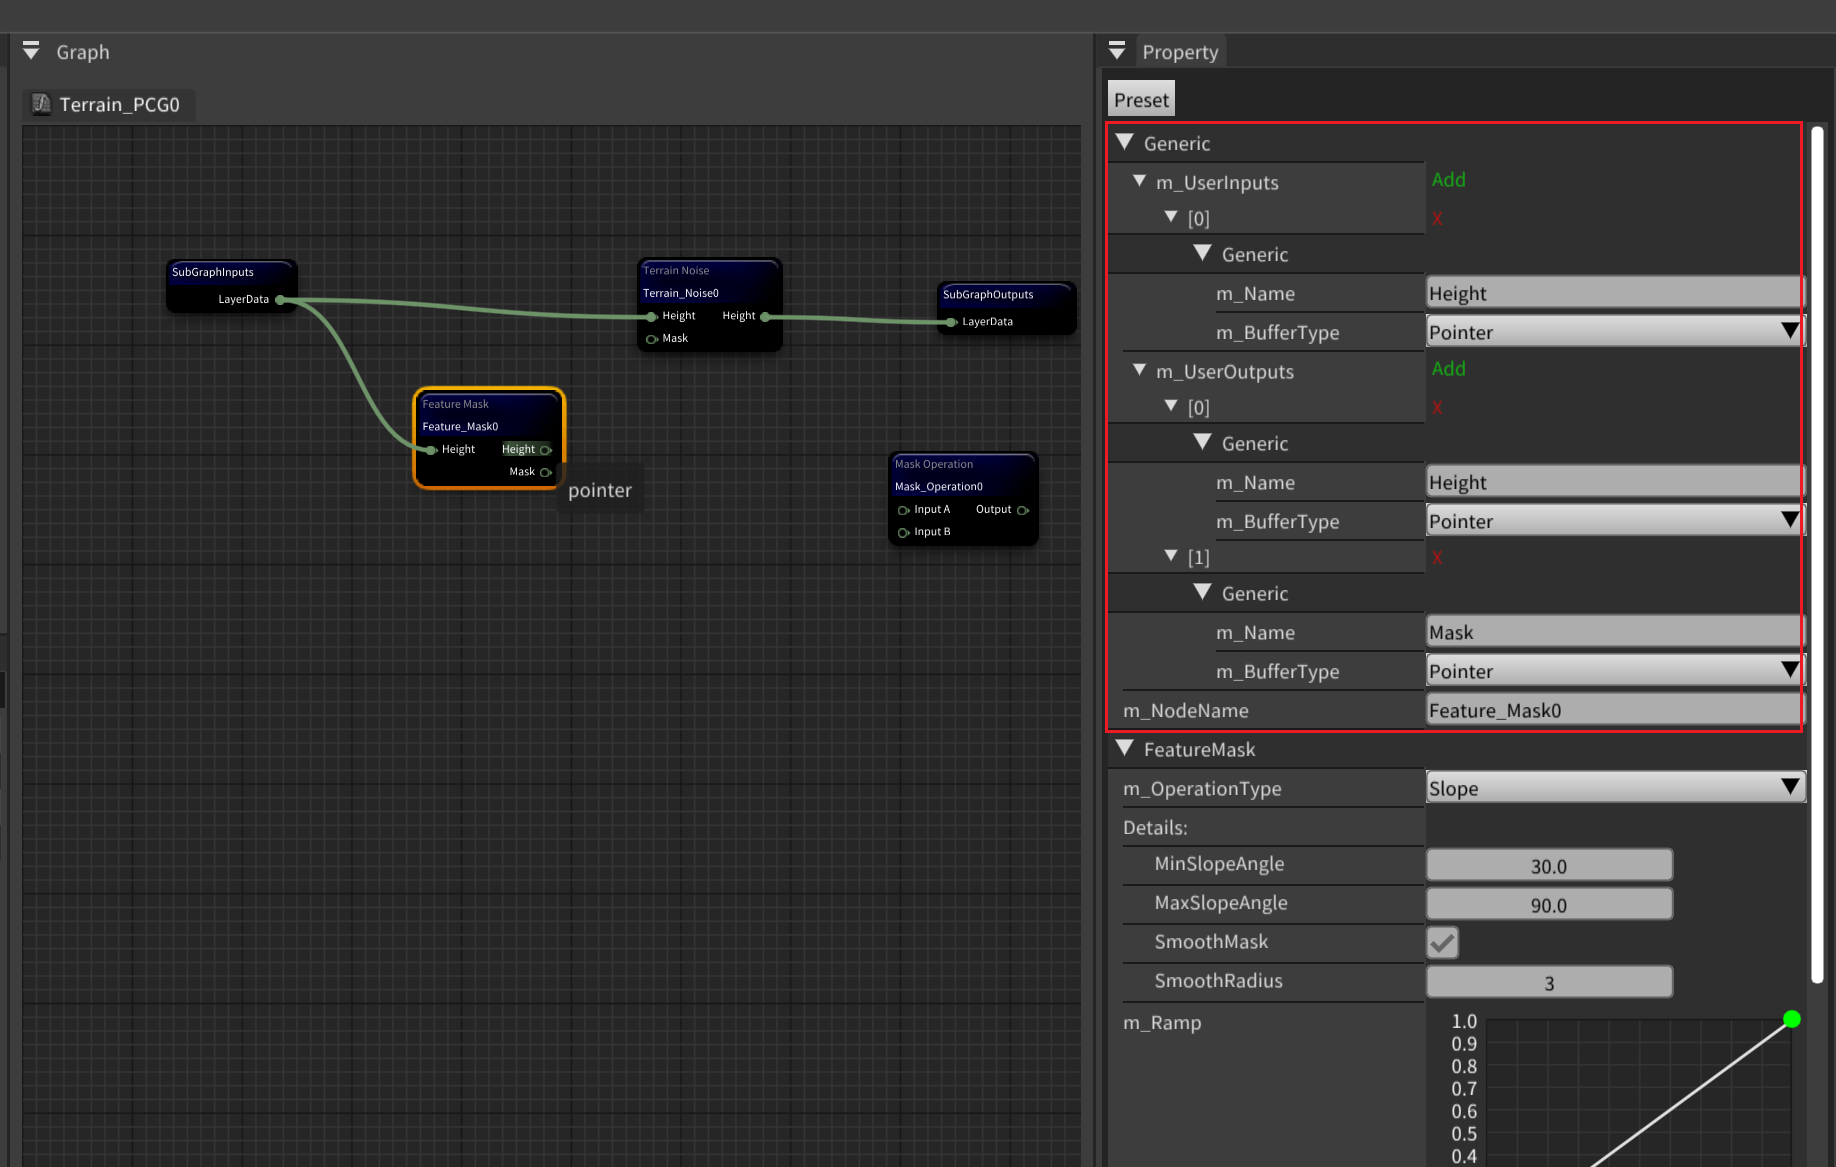 Graph
Terrain_PCG0
SubGraphInputs
LayerData
Terrain Noise
Terrain_Noise0
Height Height
Mask
SubGraphOutputs
LayerData
Feature Mask
Feature_Mask0
Height Height
Mask
pointer
Mask Operation
Mask_Operation0
Input A Output
Input B
Property
Preset
Generic
m_UserInputs Add
[0] X
Generic
m_Name Height
m_BufferType Pointer
m_UserOutputs Add
[0] X
Generic
m_Name Height
m_BufferType Pointer
[1] X
Generic
m_Name Mask
m_BufferType Pointer
m_NodeName Feature_Mask0
FeatureMask
m_OperationType Slope
Details:
MinSlopeAngle 30.0
MaxSlopeAngle 90.0
SmoothMask
SmoothRadius 3
m_Ramp 1.0
0.9
0.8
0.7
0.6
0.5
0.4